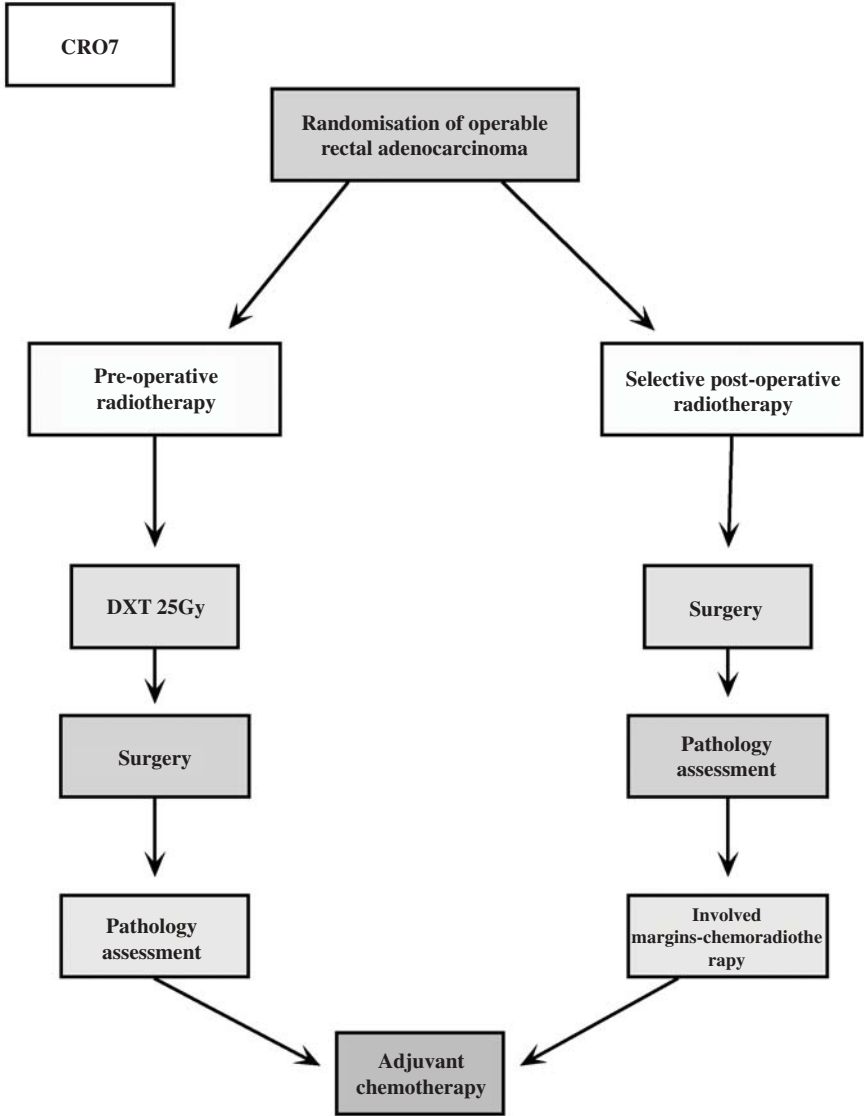 CRO7
Randomisation of operable
rectal adenocarcinoma
Pre-operative
radiotherapy
Selective post-operative
radiotherapy
DXT 25Gy
Surgery
Surgery
Pathology
assessment
Pathology
assessment
Involved
margins-chemoradiothe
rapy
Adjuvant
chemotherapy